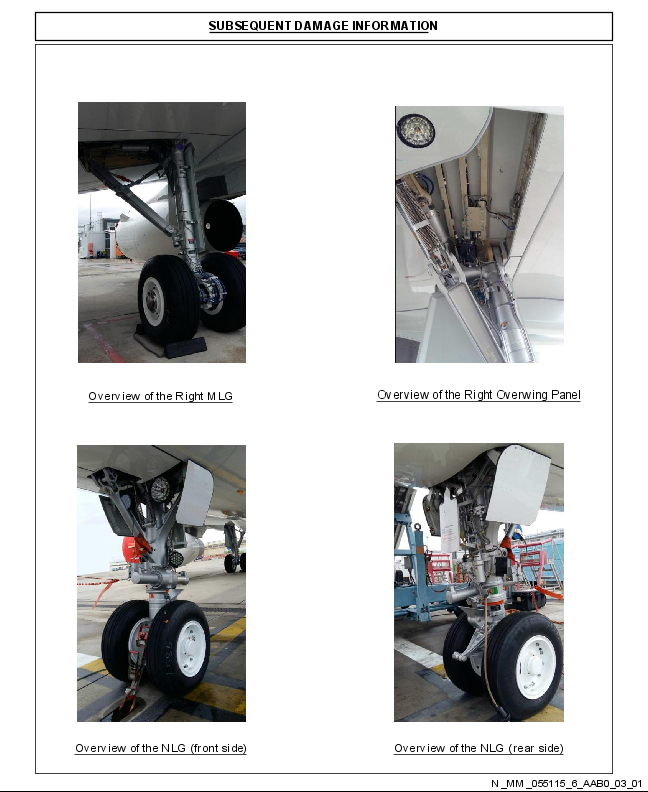 SUBSEQUENT DAMAGE INFORMATION
Overview of the Right MLG
Overview of the Right Overwing Panel
Overview of the NLG (front side)
Overview of the NLG (rear side)
N_MM_055115_6_AAB0_03_01